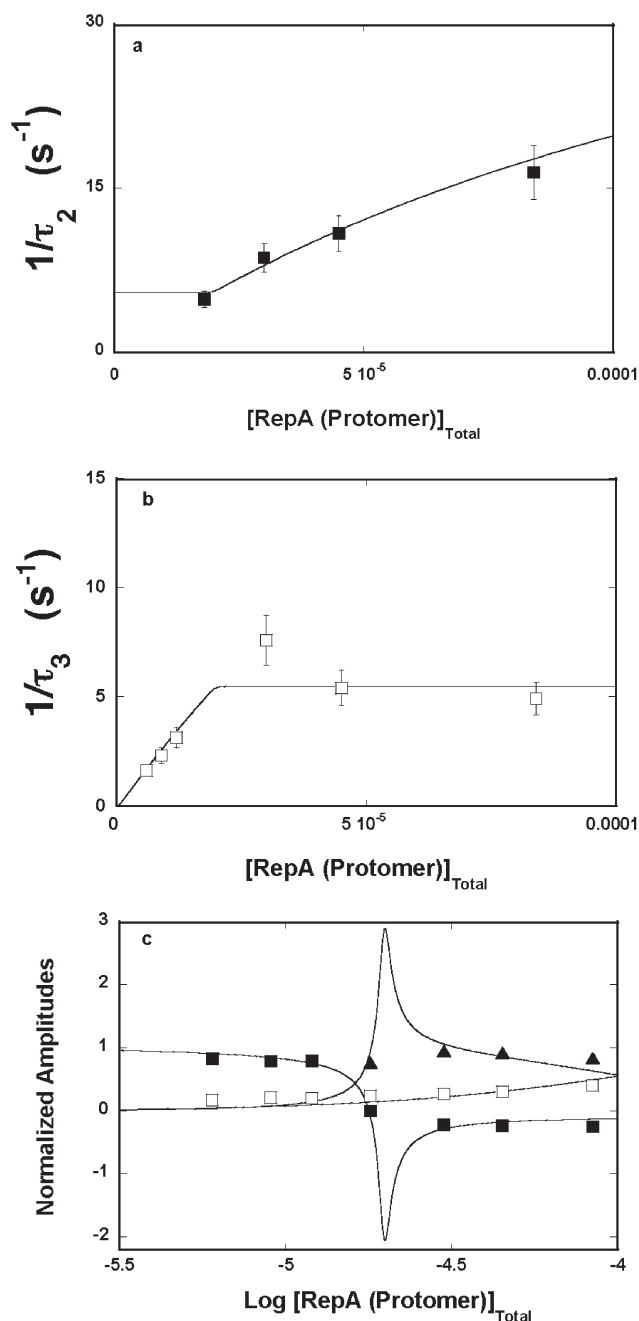 a
30
15
0
1/τ2 (s-1)
0
5 10-5
0.0001
[RepA (Protomer)]Total
b
15
10
5
0
1/τ3 (s-1)
0
5 10-5
0.0001
[RepA (Protomer)]Total
c
3
2
1
0
-1
-2
Normalized Amplitudes
-5.5
-5
-4.5
-4
Log [RepA (Protomer)]Total